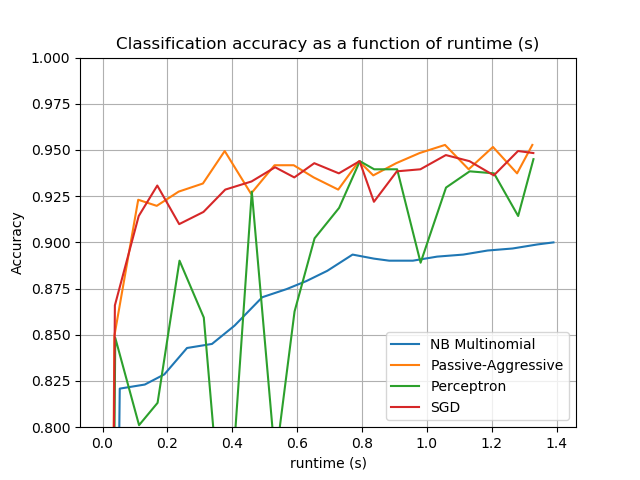 Classification accuracy as a function of runtime (s)
1.000
0.975
0.950
0.925
0.900
0.875
0.850
0.825
0.800
Accuracy
NB Multinomial
Passive-Aggressive
Perceptron
SGD
0.0 0.2 0.4 0.6 0.8 1.0 1.2 1.4
runtime (s)